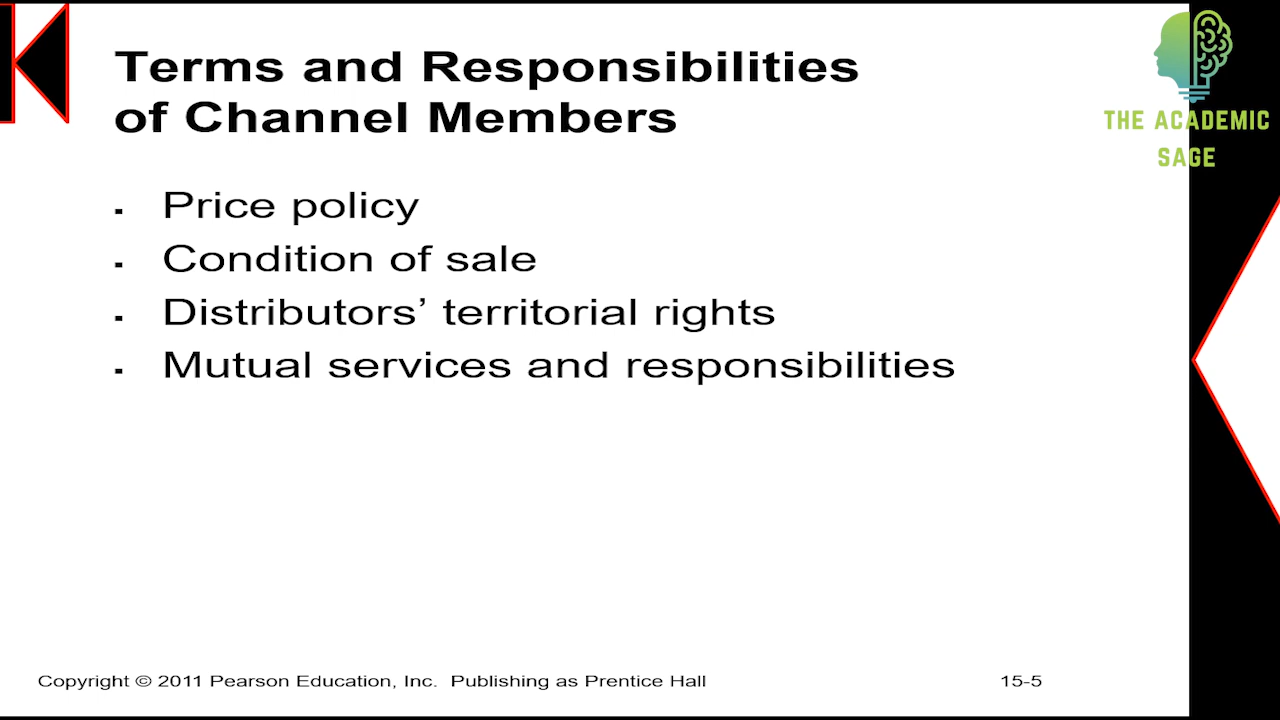 Terms and Responsibilities
of Channel Members
THE ACADEMIC
SAGE
▪ Price policy
▪ Condition of sale
▪ Distributors’ territorial rights
▪ Mutual services and responsibilities
Copyright © 2011 Pearson Education, Inc. Publishing as Prentice Hall
15-5